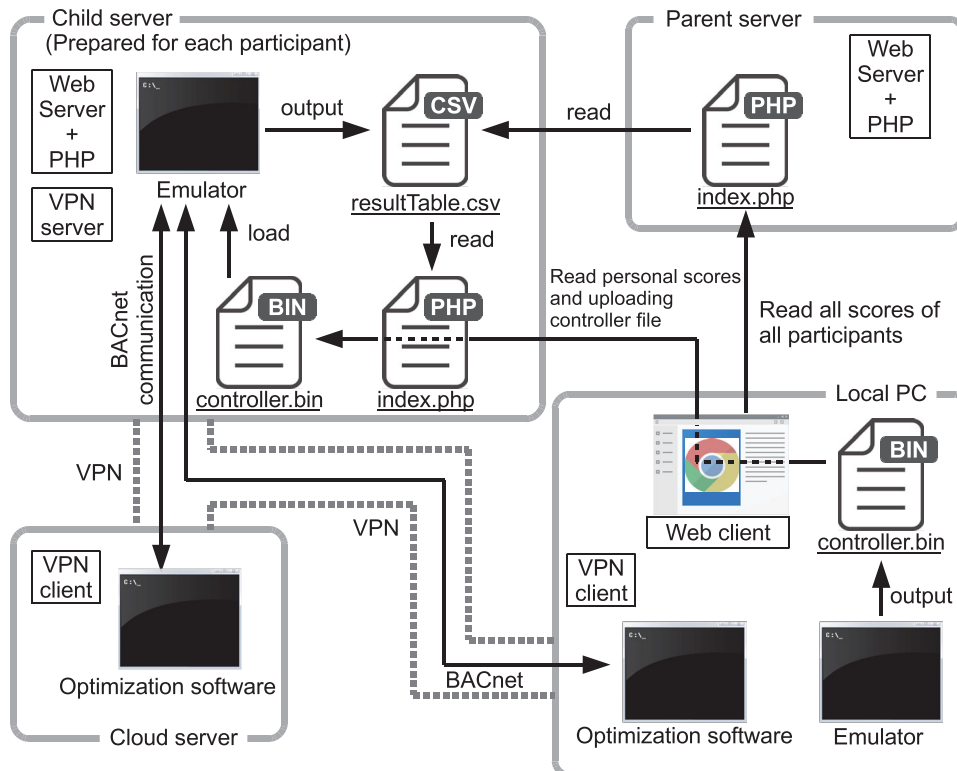 Child server
(Prepared for each participant)
Web
Server
+
PHP
VPN
server
C:\_
Emulator
output
CSV
resultTable.csv
load
read
BIN
controller.bin
PHP
index.php
BACnet
communication
Parent server
Web
Server
+
PHP
read
PHP
index.php
Read personal scores
and uploading
controller file
Read all scores of
all participants
VPN
VPN
VPN
client
C:\_
Optimization software
Cloud server
BACnet
Local PC
Web client
BIN
controller.bin
output
VPN
client
C:\_
Optimization software
C:\_
Emulator